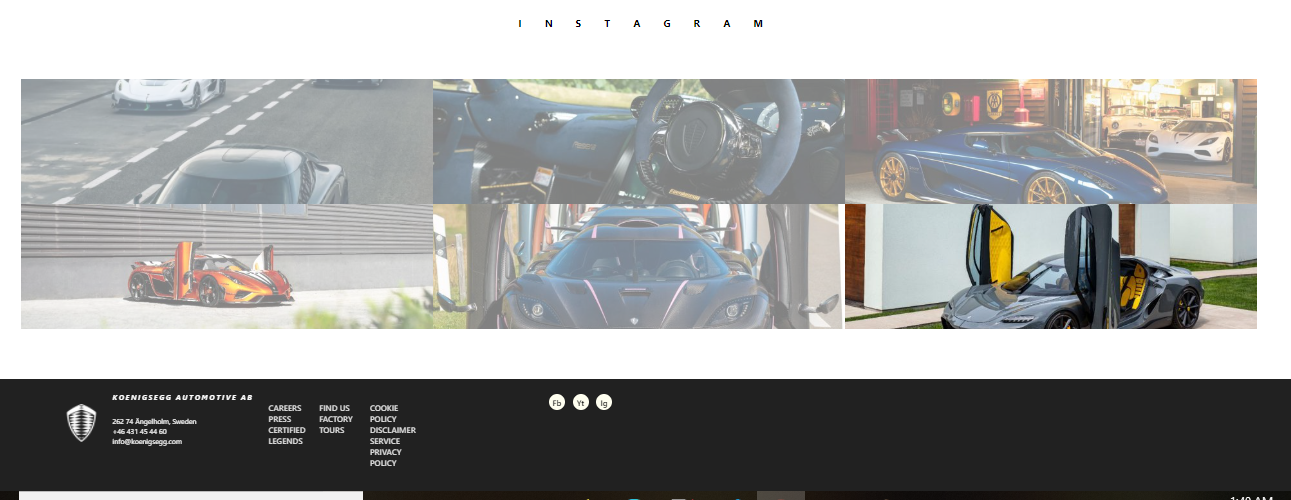 INSTAGRAM
KOENIGSEGG AUTOMOTIVE AB
262 74 Ängelholm, Sweden
+46 431 45 44 60
info@koenigsegg.com
CAREERS
PRESS
CERTIFIED
LEGENDS
FIND US
FACTORY
TOURS
COOKIE
POLICY
DISCLAIMER
SERVICE
PRIVACY
POLICY
Fb Yt Ig